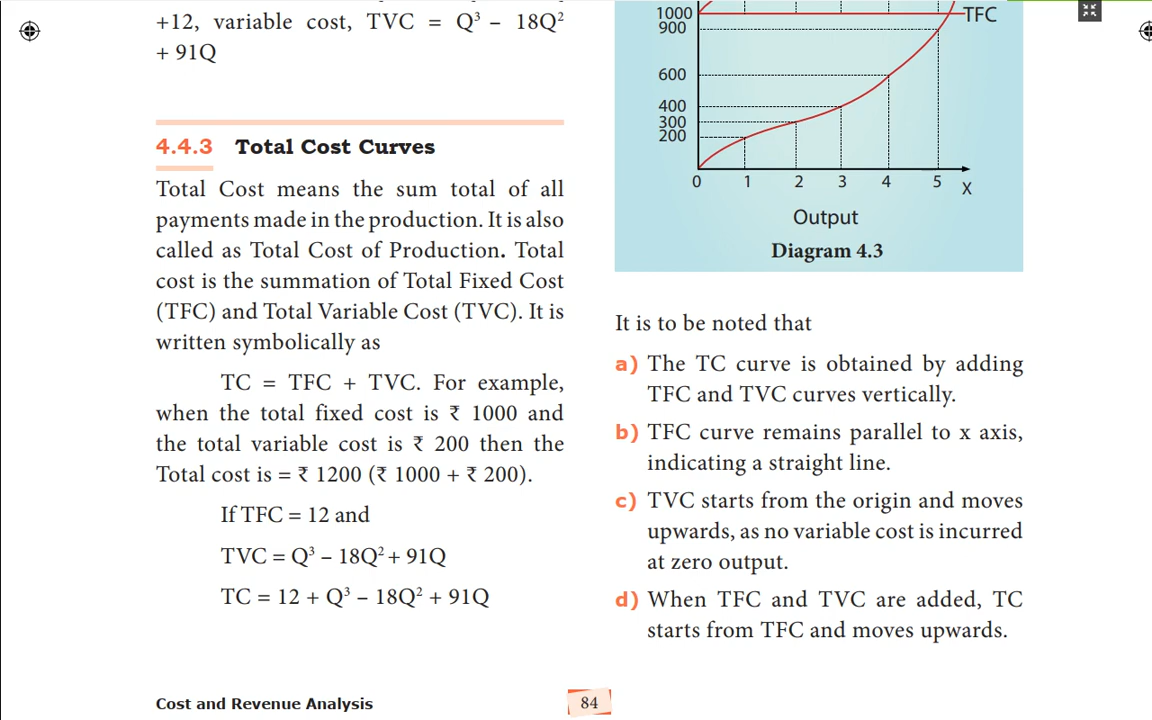 +12, variable cost, TVC = Q³ – 18Q²
+ 91Q
4.4.3 Total Cost Curves
Total Cost means the sum total of all
payments made in the production. It is also
called as Total Cost of Production. Total
cost is the summation of Total Fixed Cost
(TFC) and Total Variable Cost (TVC). It is
written symbolically as
TC = TFC + TVC. For example,
when the total fixed cost is ₹ 1000 and
the total variable cost is ₹ 200 then the
Total cost is = ₹ 1200 (₹ 1000 + ₹ 200).
If TFC = 12 and
TVC = Q³ – 18Q² + 91Q
TC = 12 + Q³ – 18Q² + 91Q
1000
TFC
900
600
400
300
200
0 1 2 3 4 5 X
Output
Diagram 4.3
It is to be noted that
a) The TC curve is obtained by adding
TFC and TVC curves vertically.
b) TFC curve remains parallel to x axis,
indicating a straight line.
c) TVC starts from the origin and moves
upwards, as no variable cost is incurred
at zero output.
d) When TFC and TVC are added, TC
starts from TFC and moves upwards.
Cost and Revenue Analysis
84